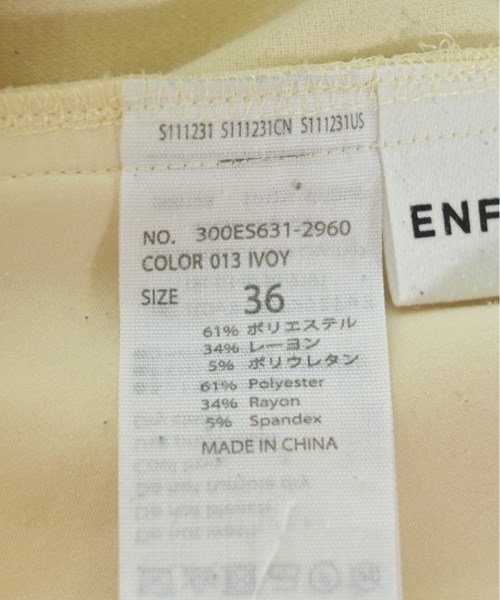 S111231 S111231CN S111231US
NO. 300ES631-2960
COLOR 013 IVOY
SIZE 36
61% ポリエステル
34% レーヨン
5% ポリウレタン
61% Polyester
34% Rayon
5% Spandex
MADE IN CHINA
ENF